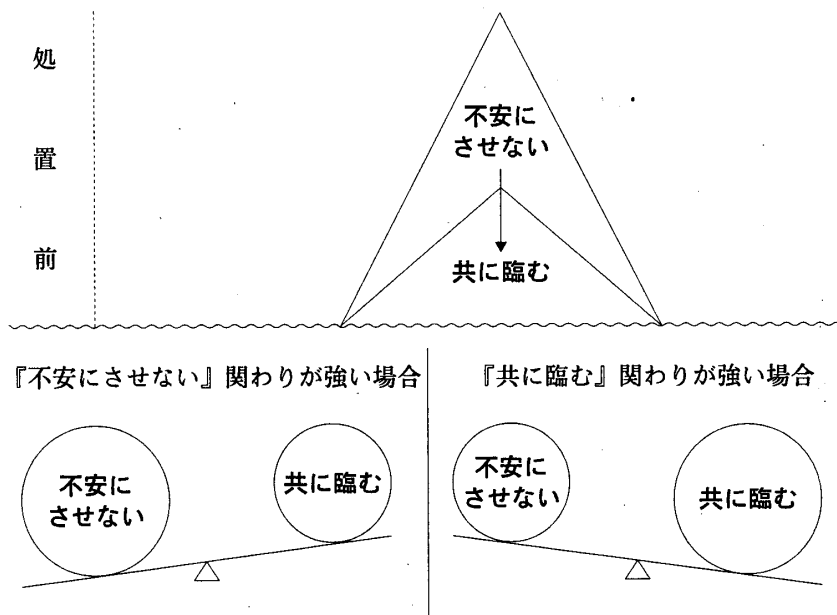 処
置
前
不安に
させない
共に臨む
『不安にさせない』関わりが強い場合
不安に
させない
共に臨む
『共に臨む』関わりが強い場合
不安に
させない
共に臨む